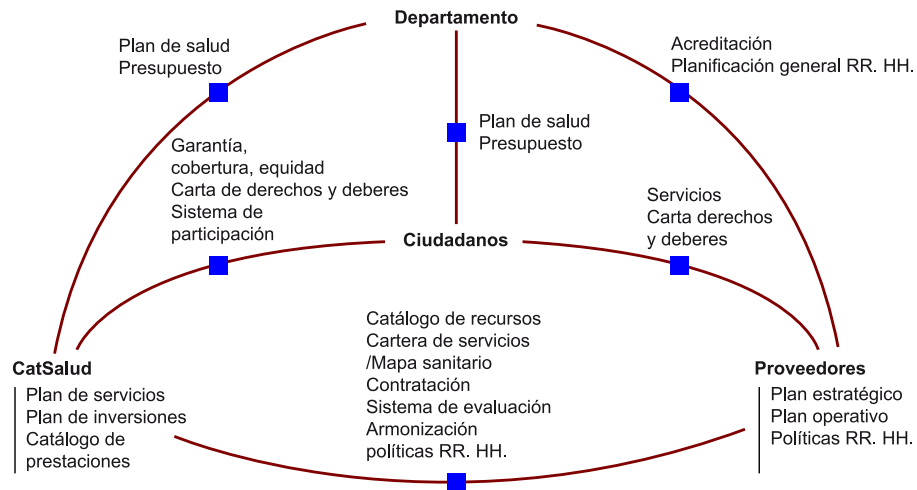 Departamento
Plan de salud
Presupuesto
Acreditación
Planificación general RR. HH.
Plan de salud
Presupuesto
Garantía,
cobertura, equidad
Carta de derechos y deberes
Sistema de
participación
Servicios
Carta derechos
y deberes
Ciudadanos
Catálogo de recursos
Cartera de servicios
/Mapa sanitario
Contratación
Sistema de evaluación
Armonización
políticas RR. HH.
CatSalud
Plan de servicios
Plan de inversiones
Catálogo de
prestaciones
Proveedores
Plan estratégico
Plan operativo
Políticas RR. HH.